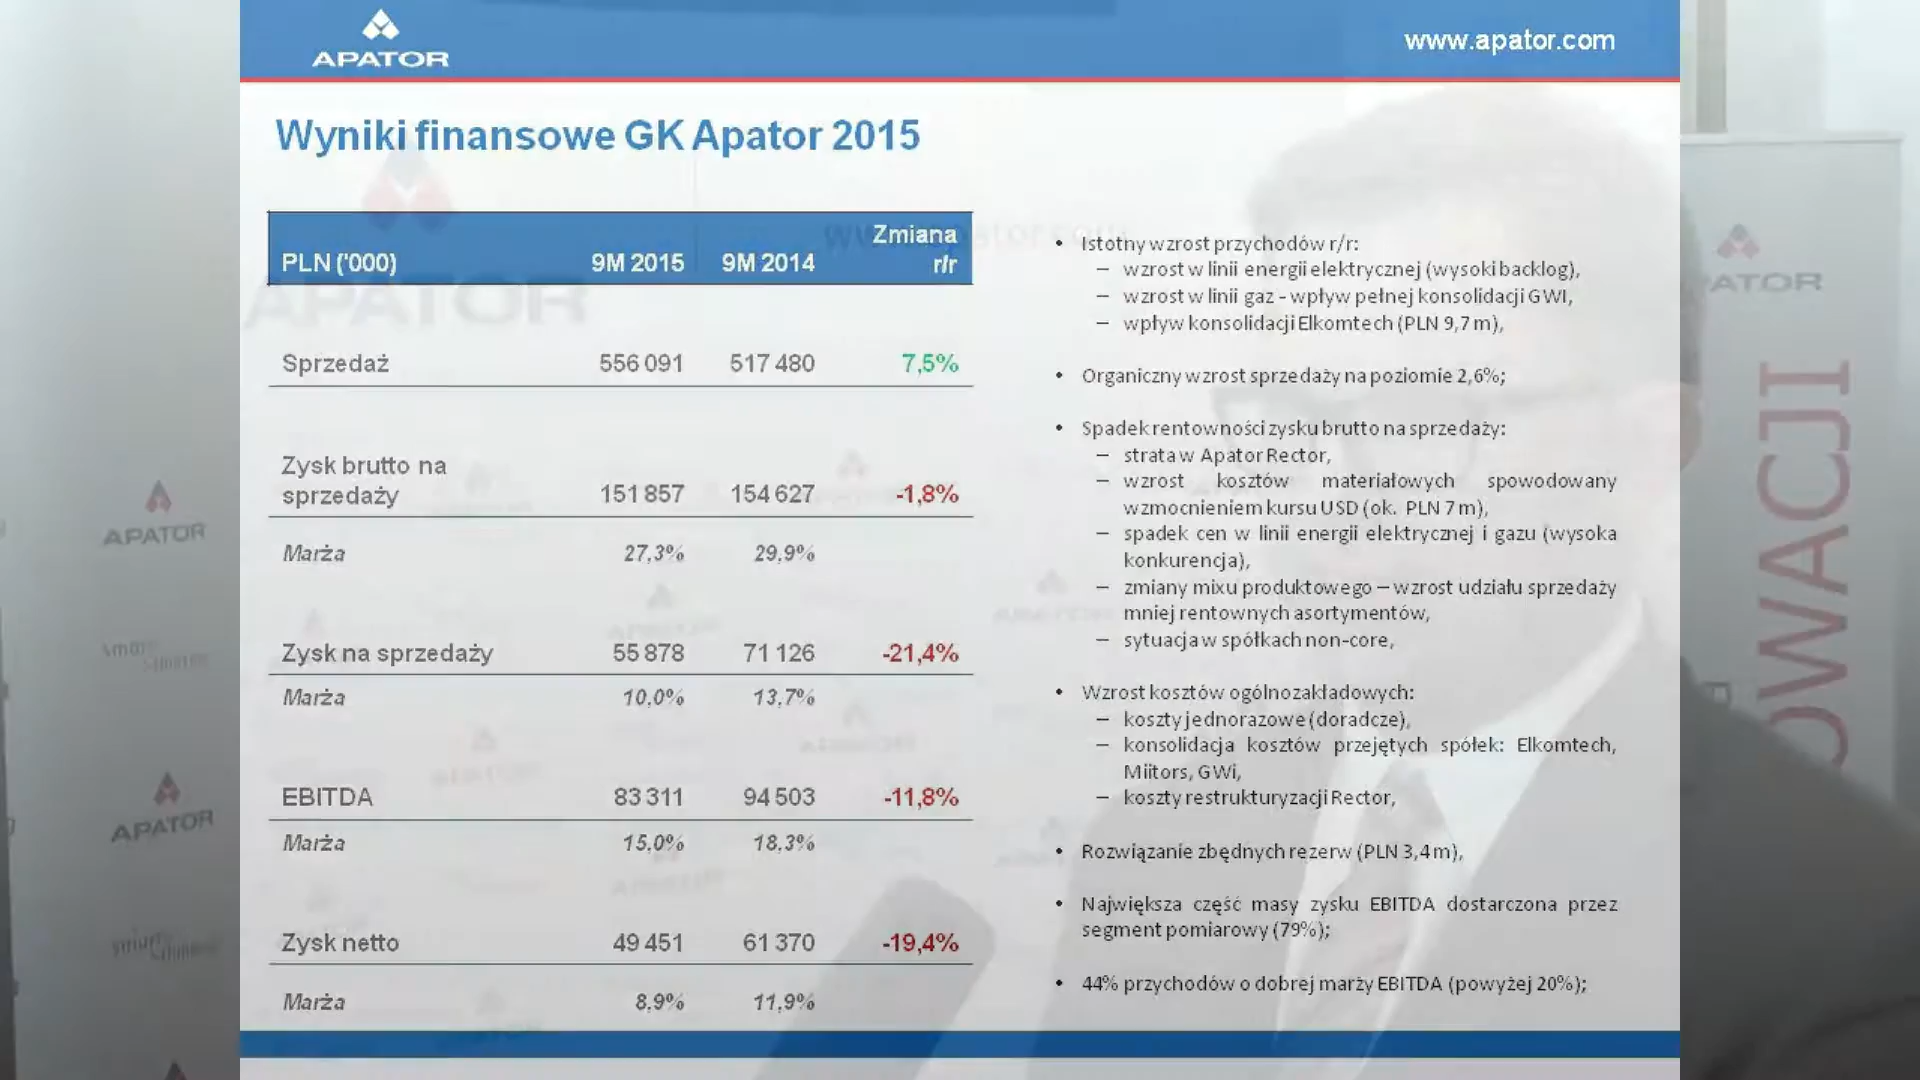 APATOR
www.apator.com
Wyniki finansowe GK Apator 2015
PLN ('000) 9M 2015 9M 2014 Zmiana r/r
Sprzedaż 556 091 517 480 7,5%
Zysk brutto na
sprzedaży 151 857 154 627 -1,8%
Marża 27,3% 29,9%
Zysk na sprzedaży 55 878 71 126 -21,4%
Marża 10,0% 13,7%
EBITDA 83 311 94 503 -11,8%
Marża 15,0% 18,3%
Zysk netto 49 451 61 370 -19,4%
Marża 8,9% 11,9%
• Istotny wzrost przychodów r/r:
– wzrost w linii energii elektrycznej (wysoki backlog),
– wzrost w linii gaz - wpływ pełnej konsolidacji GWI,
– wpływ konsolidacji Elkomtech (PLN 9,7 m),
• Organiczny wzrost sprzedaży na poziomie 2,6%;
• Spadek rentowności zysku brutto na sprzedaży:
– strata w Apator Rector,
– wzrost kosztów materiałowych spowodowany
wzmocnieniem kursu USD (ok. PLN 7 m),
– spadek cen w linii energii elektrycznej i gazu (wysoka
konkurencja),
– zmiany mixu produktowego – wzrost udziału sprzedaży
mniej rentownych asortymentów,
– sytuacja w spółkach non-core,
• Wzrost kosztów ogólnozakładowych:
– koszty jednorazowe (doradcze),
– konsolidacja kosztów przejętych spółek: Elkomtech,
Miitors, GWi,
– koszty restrukturyzacji Rector,
• Rozwiązanie zbędnych rezerw (PLN 3,4 m),
• Największa część masy zysku EBITDA dostarczona przez
segment pomiarowy (79%);
• 44% przychodów o dobrej marży EBITDA (powyżej 20%);
APATOR
APATOR
APATOR
APATOR
OWACJI